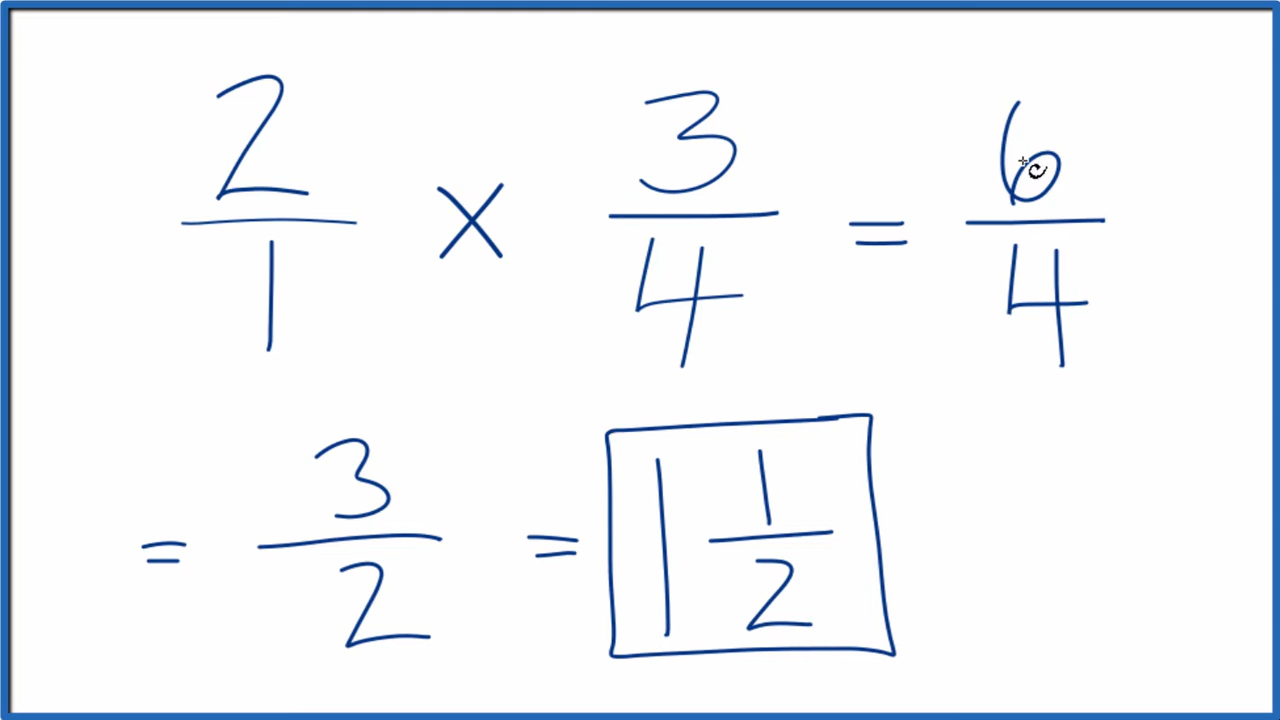 2/1 × 3/4 = 6/4
= 3/2 = 1 1/2